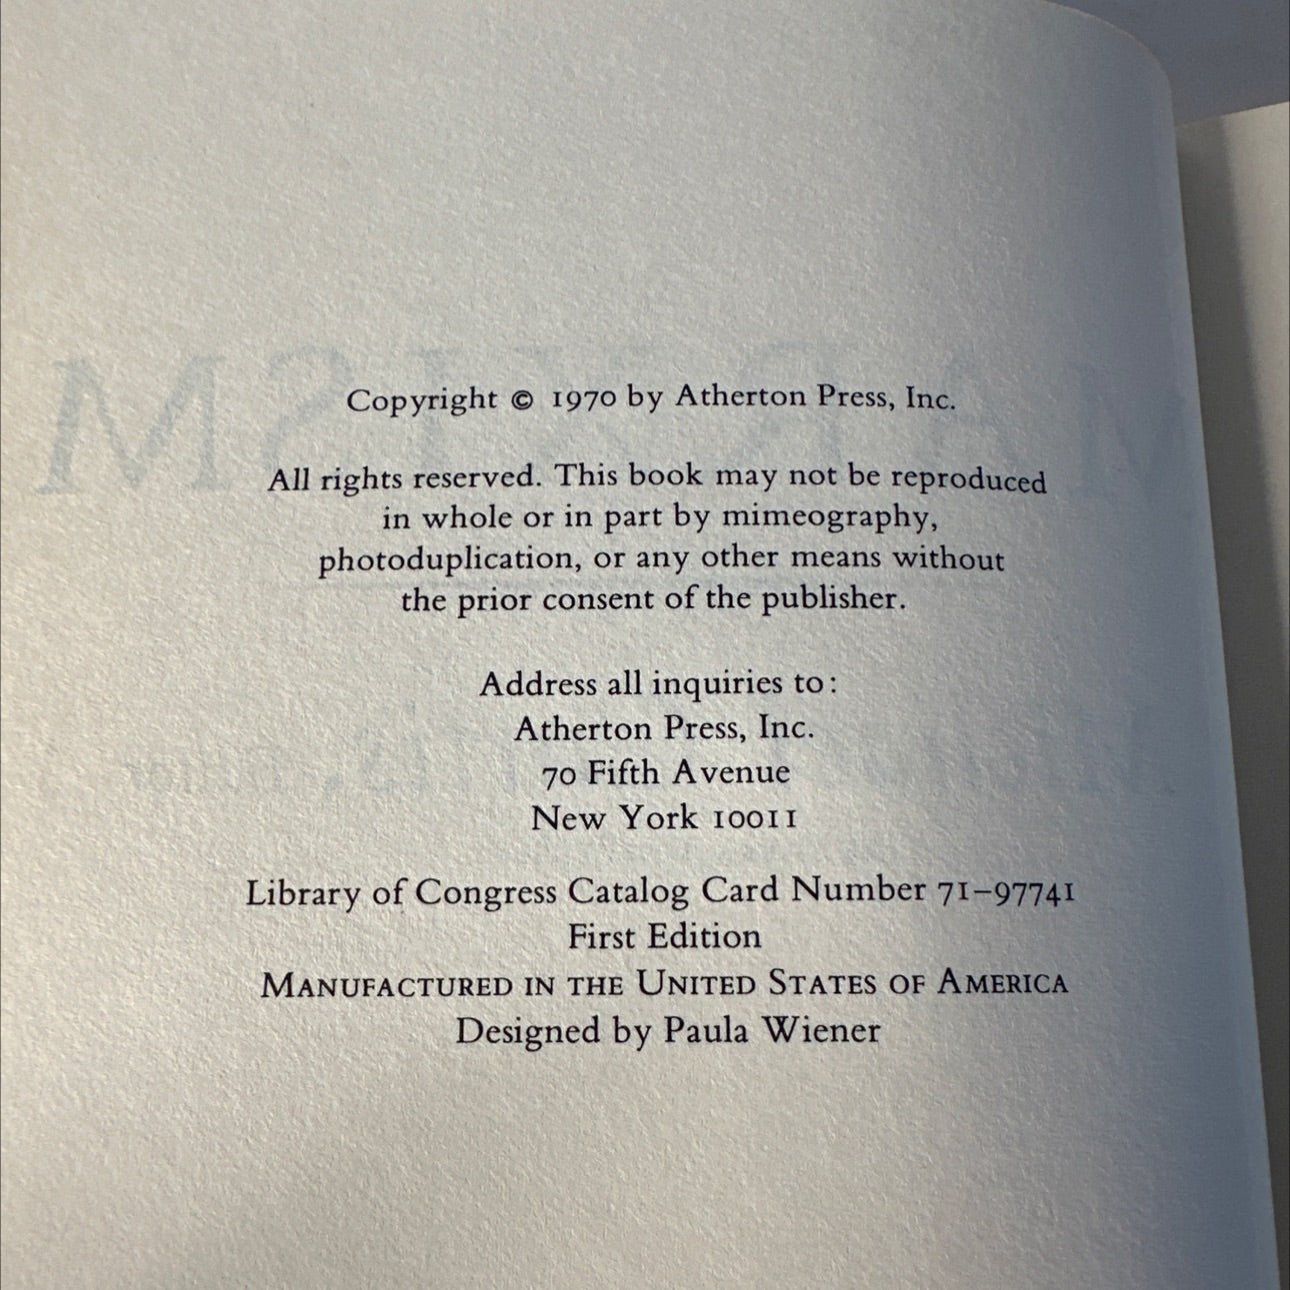 Copyright © 1970 by Atherton Press, Inc.
All rights reserved. This book may not be reproduced
in whole or in part by mimeography,
photoduplication, or any other means without
the prior consent of the publisher.
Address all inquiries to:
Atherton Press, Inc.
70 Fifth Avenue
New York 10011
Library of Congress Catalog Card Number 71–97741
First Edition
MANUFACTURED IN THE UNITED STATES OF AMERICA
Designed by Paula Wiener